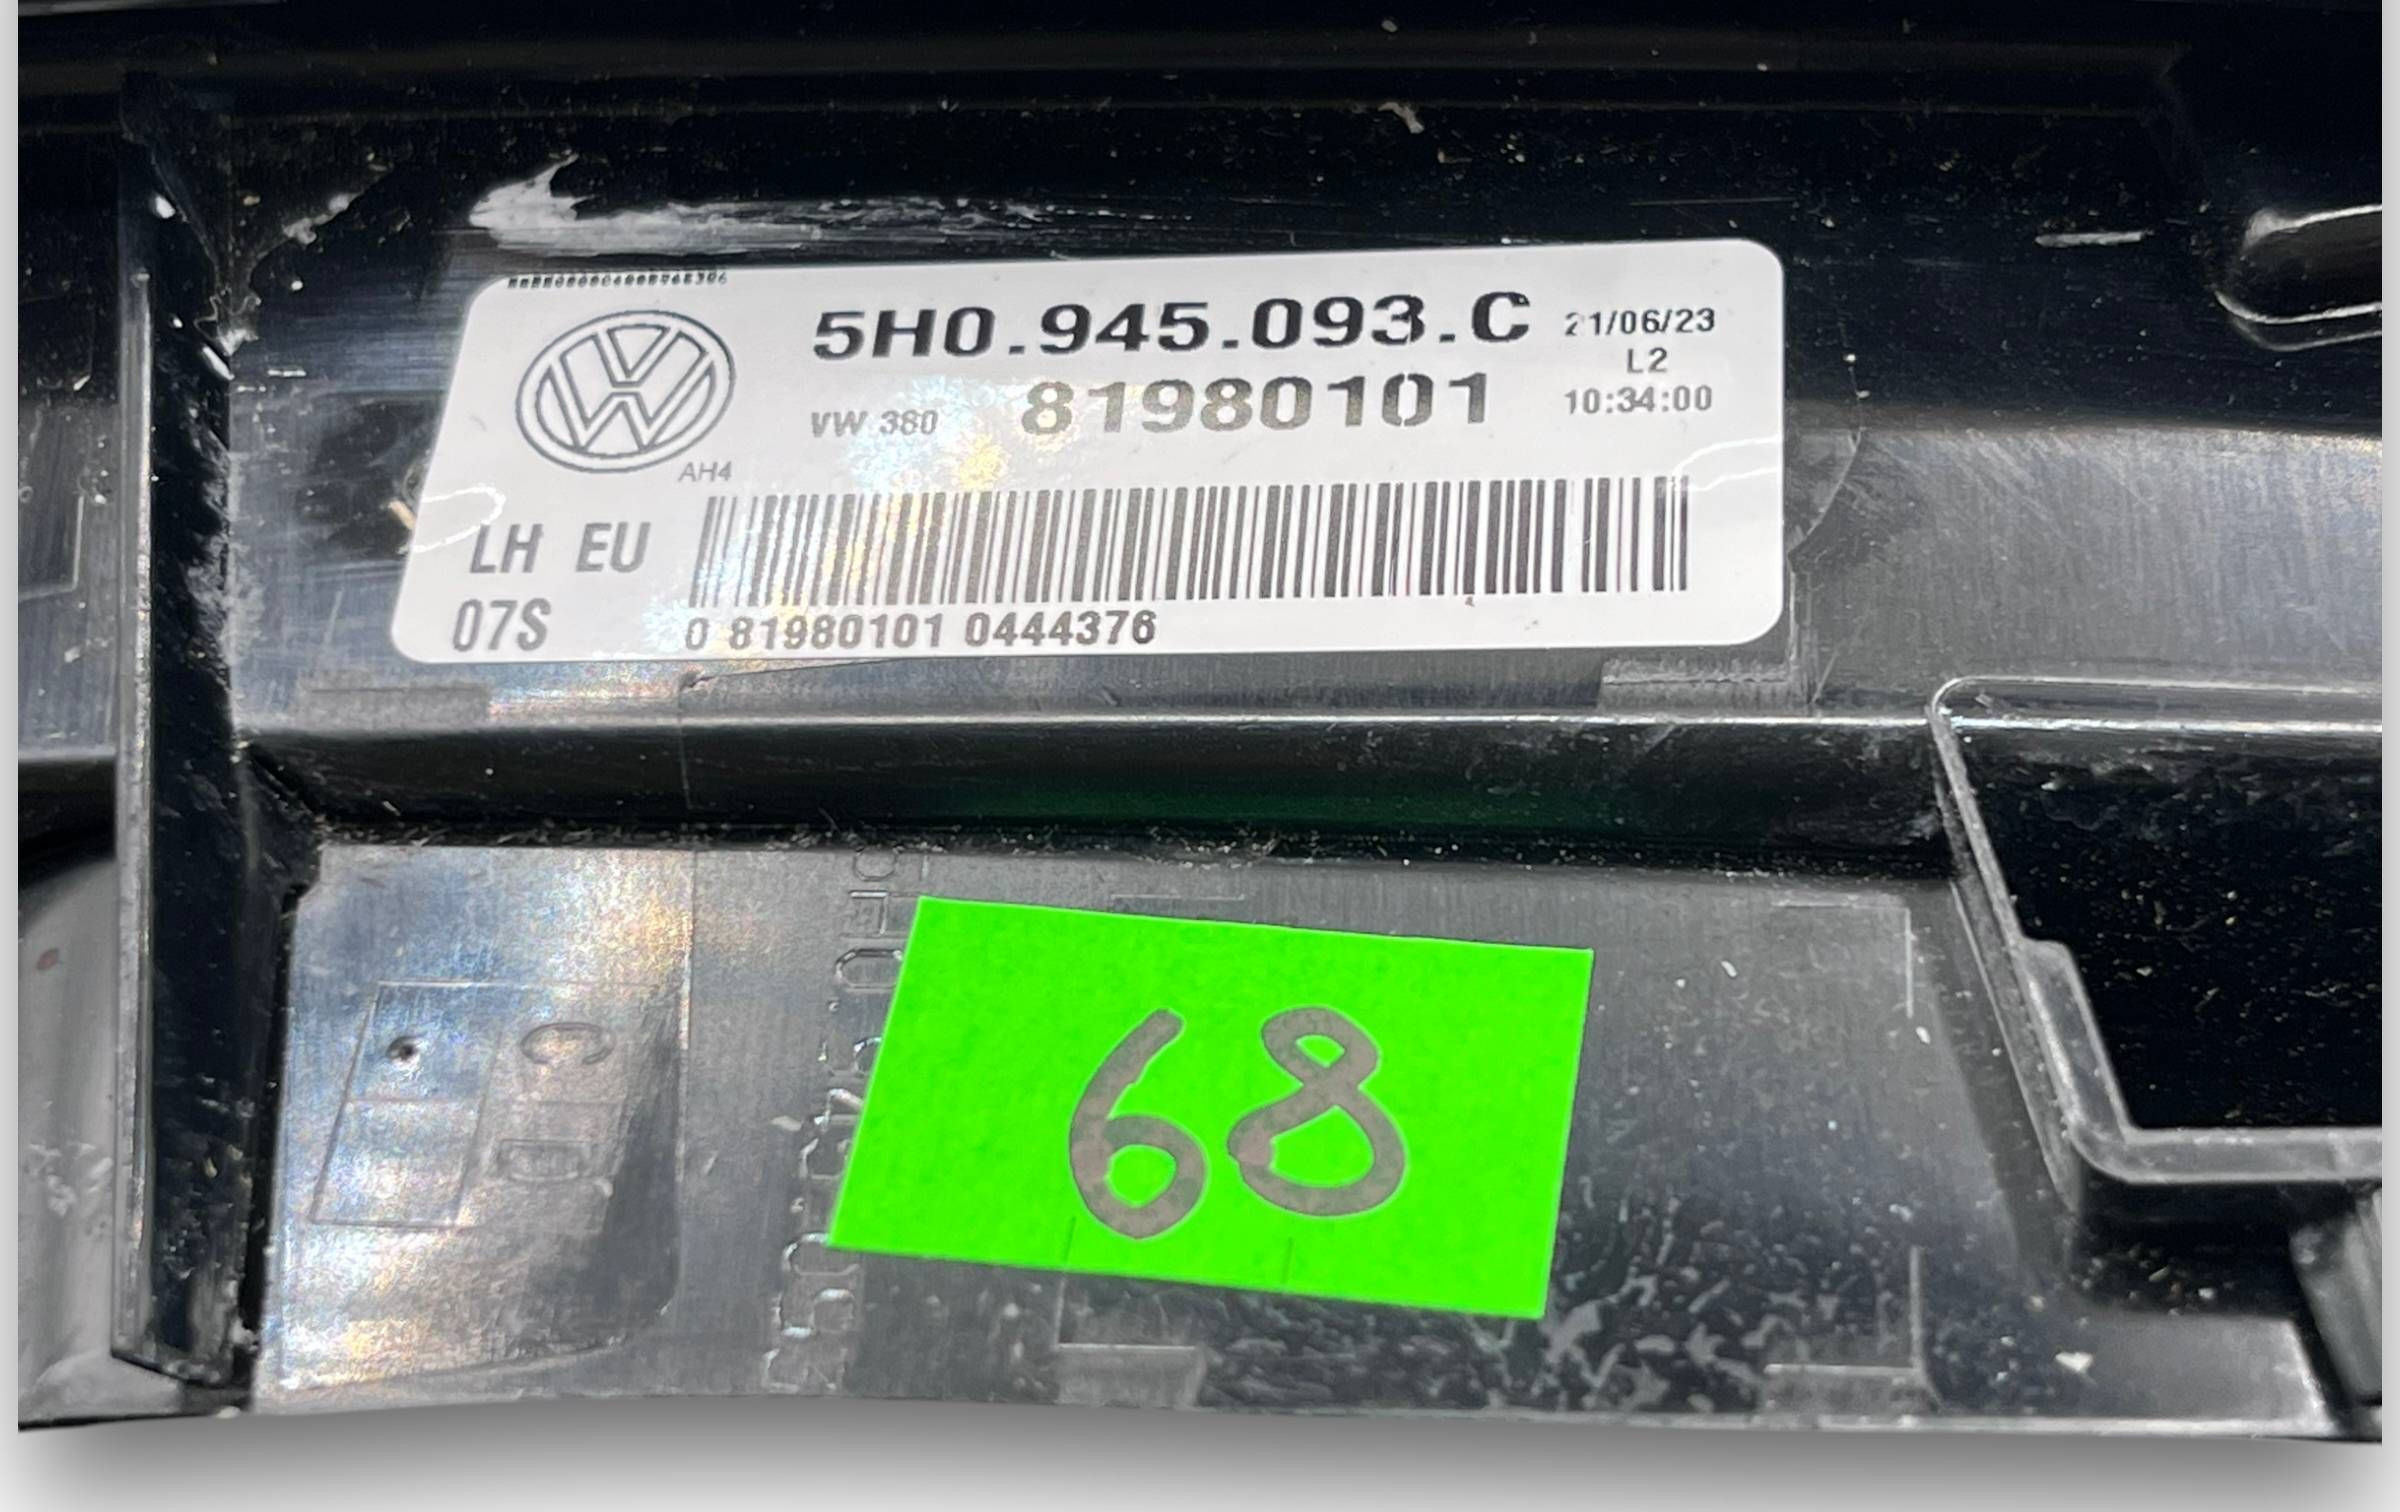 5H0.945.093.C
21/06/23
L2
VW 380
81980101
10:34:00
AH4
LH EU
07S
0 81980101 0444376
68